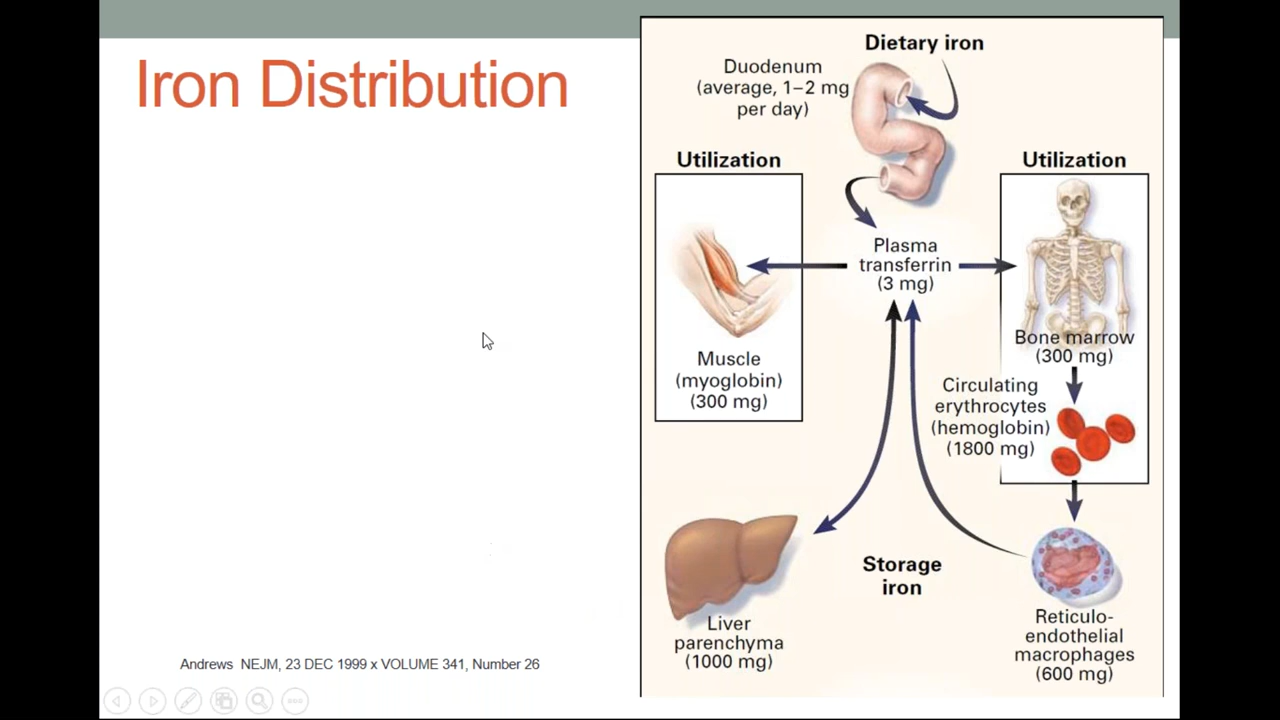 Iron Distribution
Dietary iron
Duodenum
(average, 1–2 mg
per day)
Utilization
Utilization
Plasma
transferrin
(3 mg)
Muscle
(myoglobin)
(300 mg)
Bone marrow
(300 mg)
Circulating
erythrocytes
(hemoglobin)
(1800 mg)
Storage
iron
Liver
parenchyma
(1000 mg)
Reticulo-
endothelial
macrophages
(600 mg)
Andrews NEJM, 23 DEC 1999 x VOLUME 341, Number 26